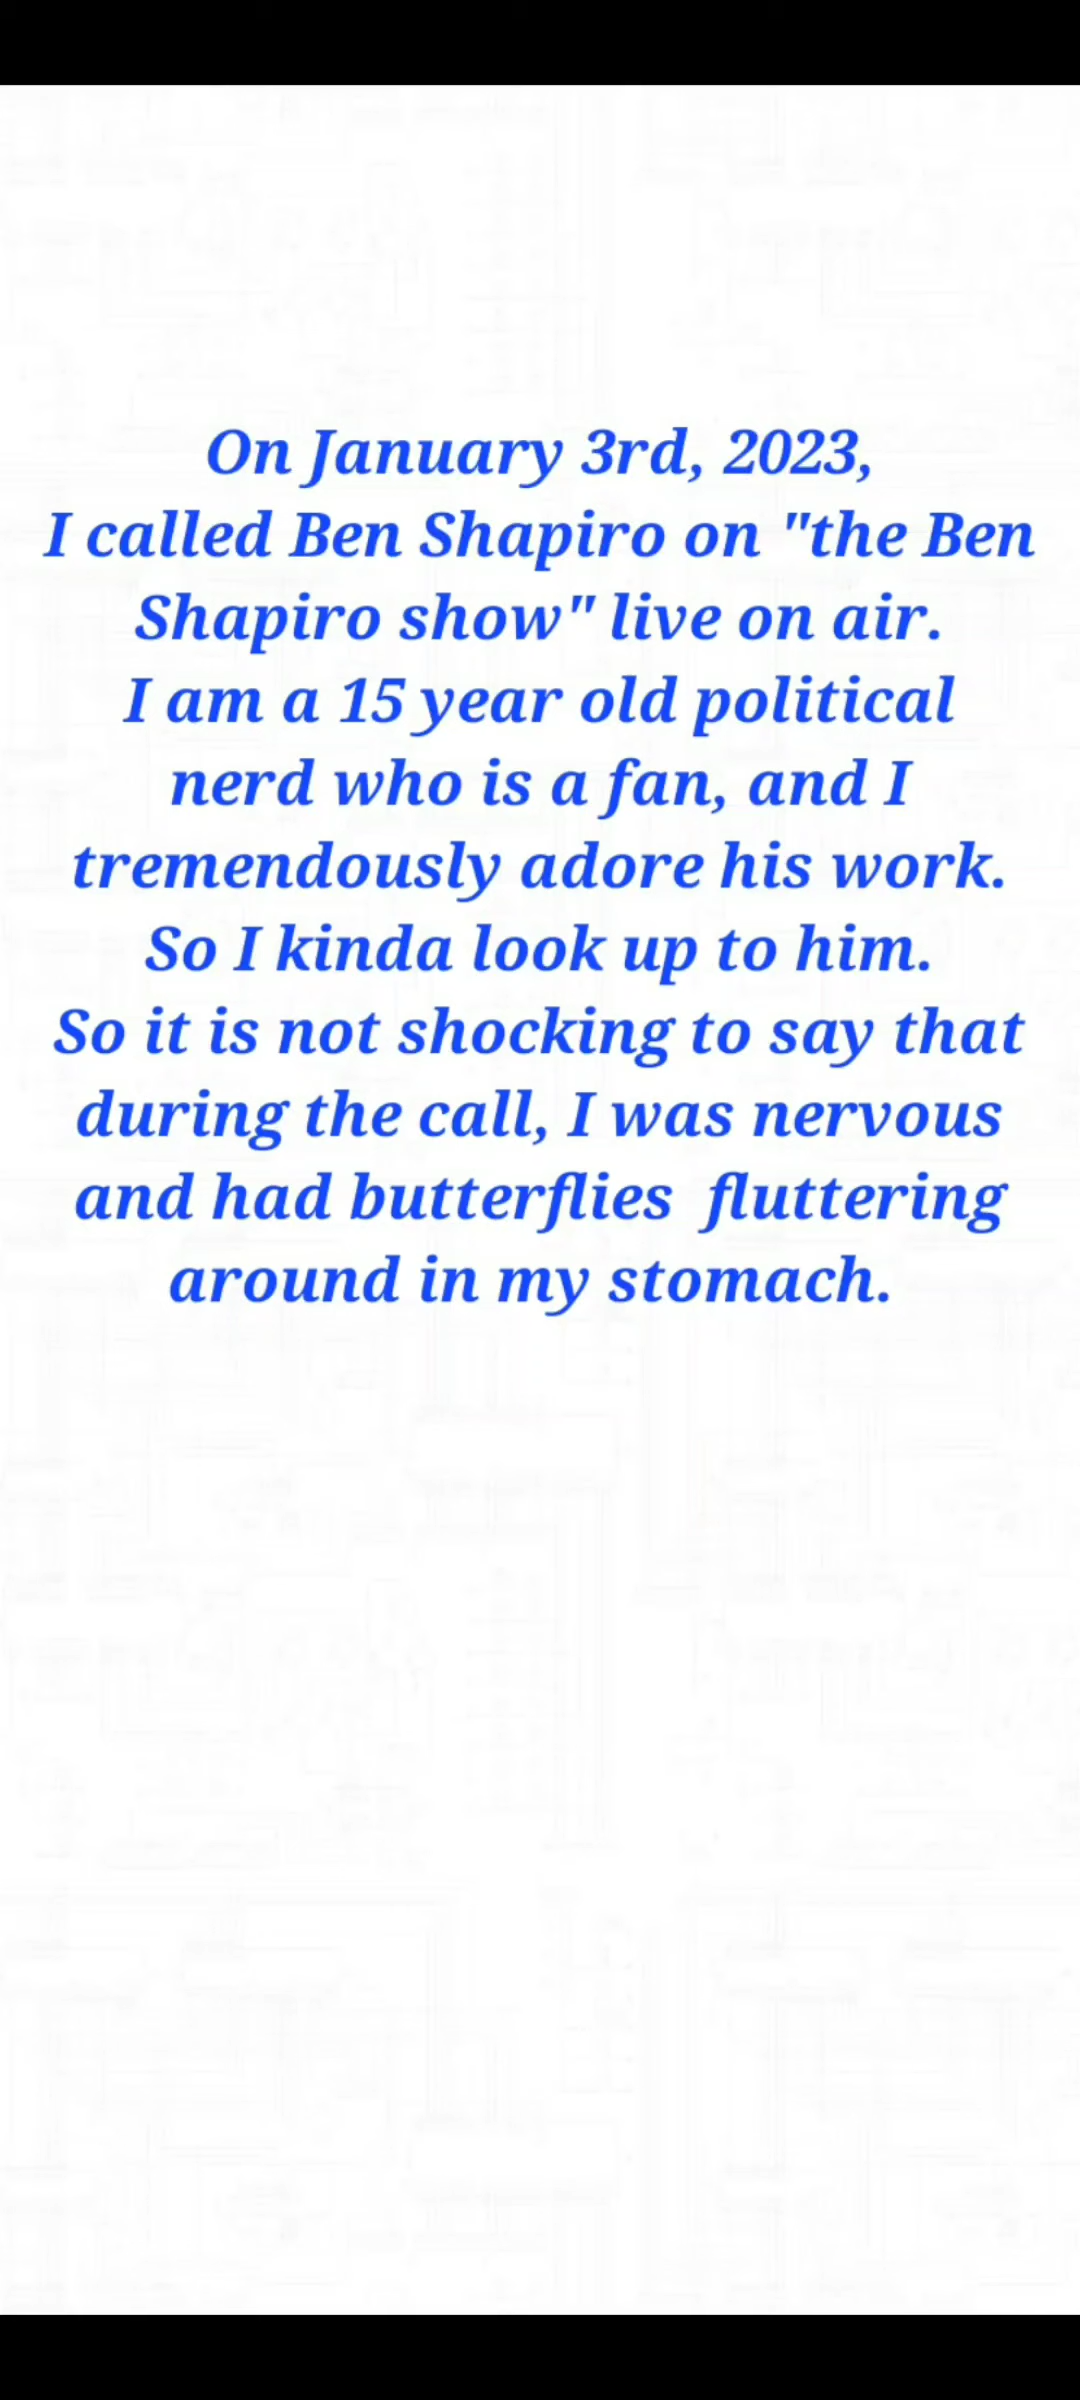 On January 3rd, 2023,
I called Ben Shapiro on "the Ben
Shapiro show" live on air.
I am a 15 year old political
nerd who is a fan, and I
tremendously adore his work.
So I kinda look up to him.
So it is not shocking to say that
during the call, I was nervous
and had butterflies  fluttering
around in my stomach.